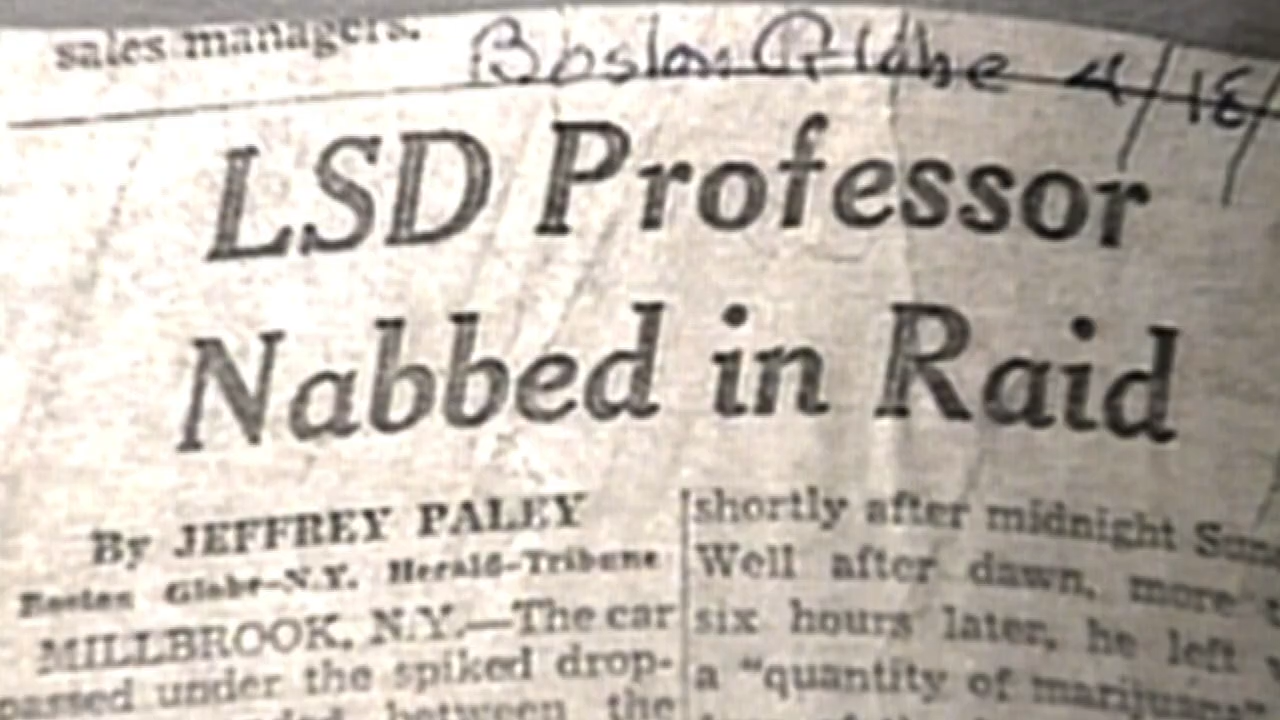 sales managers.
Boston Globe 4/18/
LSD Professor
Nabbed in Raid
By JEFFREY PALEY
Boston Globe-N.Y. Herald-Tribune
MILLBROOK, N.Y.—The car
passed under the spiked drop-
between the
shortly after midnight
Well after dawn, more
six hours later, he left
a "quantity of marijuana"